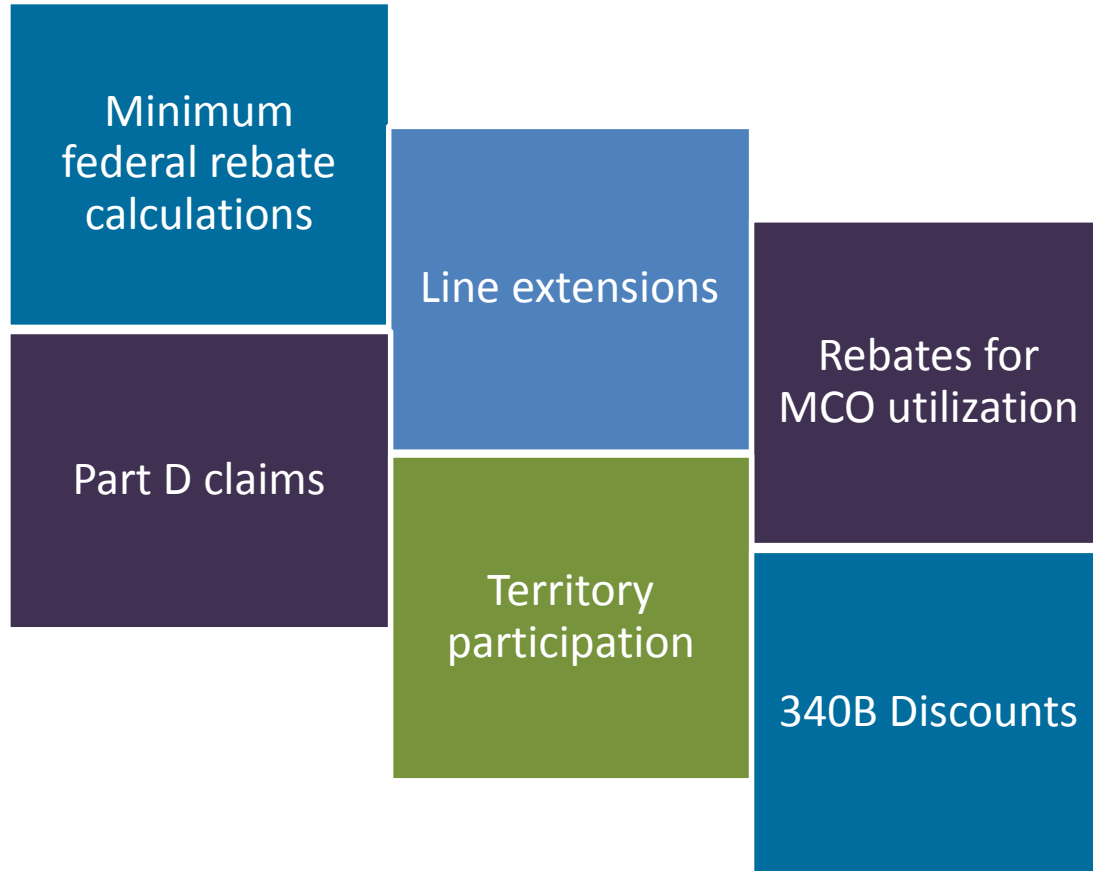 Minimum
federal rebate
calculations
Part D claims
Line extensions
Territory
participation
Rebates for
MCO utilization
340B Discounts